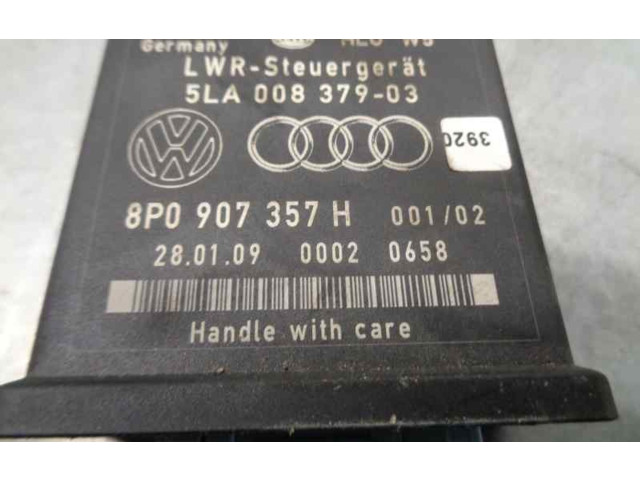 Germany
LWR-Steuergerät
5LA 008 379-03
3920
8P0 907 357 H 001/02
28.01.09 0002 0658
Handle with care